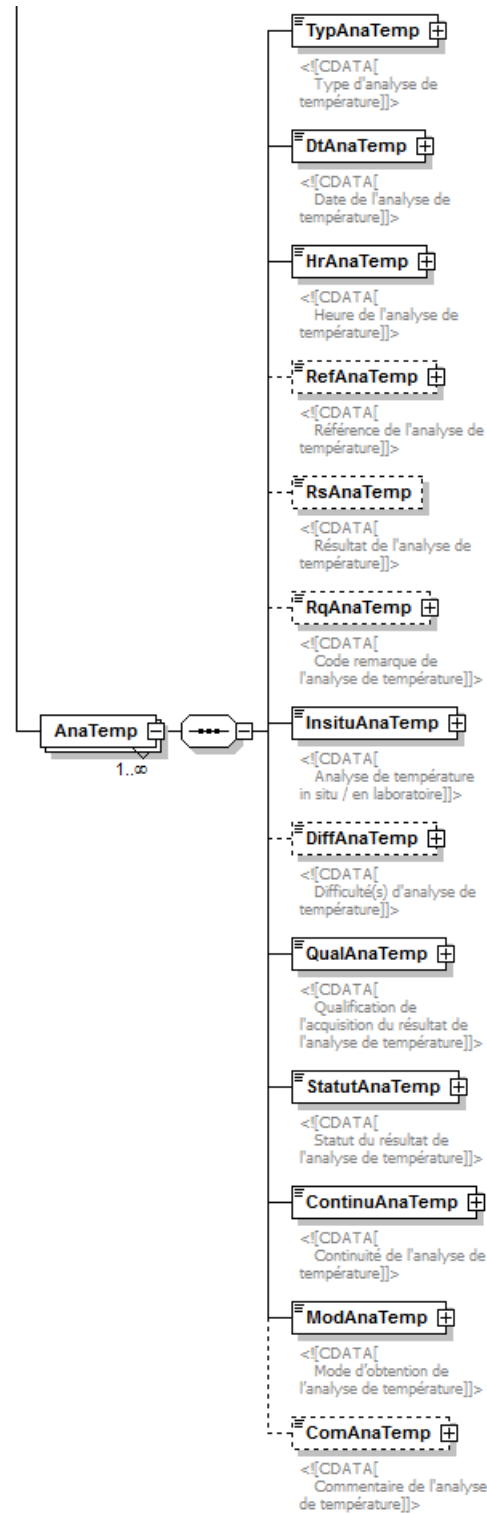 TypAnaTemp
<![CDATA[
Type d'analyse de
température]]>
DtAnaTemp
<![CDATA[
Date de l'analyse de
température]]>
HrAnaTemp
<![CDATA[
Heure de l'analyse de
température]]>
RefAnaTemp
<![CDATA[
Référence de l'analyse de
température]]>
RsAnaTemp
<![CDATA[
Résultat de l'analyse de
température]]>
RqAnaTemp
<![CDATA[
Code remarque de
l'analyse de température]]>
AnaTemp
1..∞
InsituAnaTemp
<![CDATA[
Analyse de température
in situ / en laboratoire]]>
DiffAnaTemp
<![CDATA[
Difficulté(s) d'analyse de
température]]>
QualAnaTemp
<![CDATA[
Qualification de
l'acquisition du résultat de
l'analyse de température]]>
StatutAnaTemp
<![CDATA[
Statut du résultat de
l'analyse de température]]>
ContinuAnaTemp
<![CDATA[
Continuité de l'analyse de
température]]>
ModAnaTemp
<![CDATA[
Mode d'obtention de
l'analyse de température]]>
ComAnaTemp
<![CDATA[
Commentaire de l'analyse
de température]]>